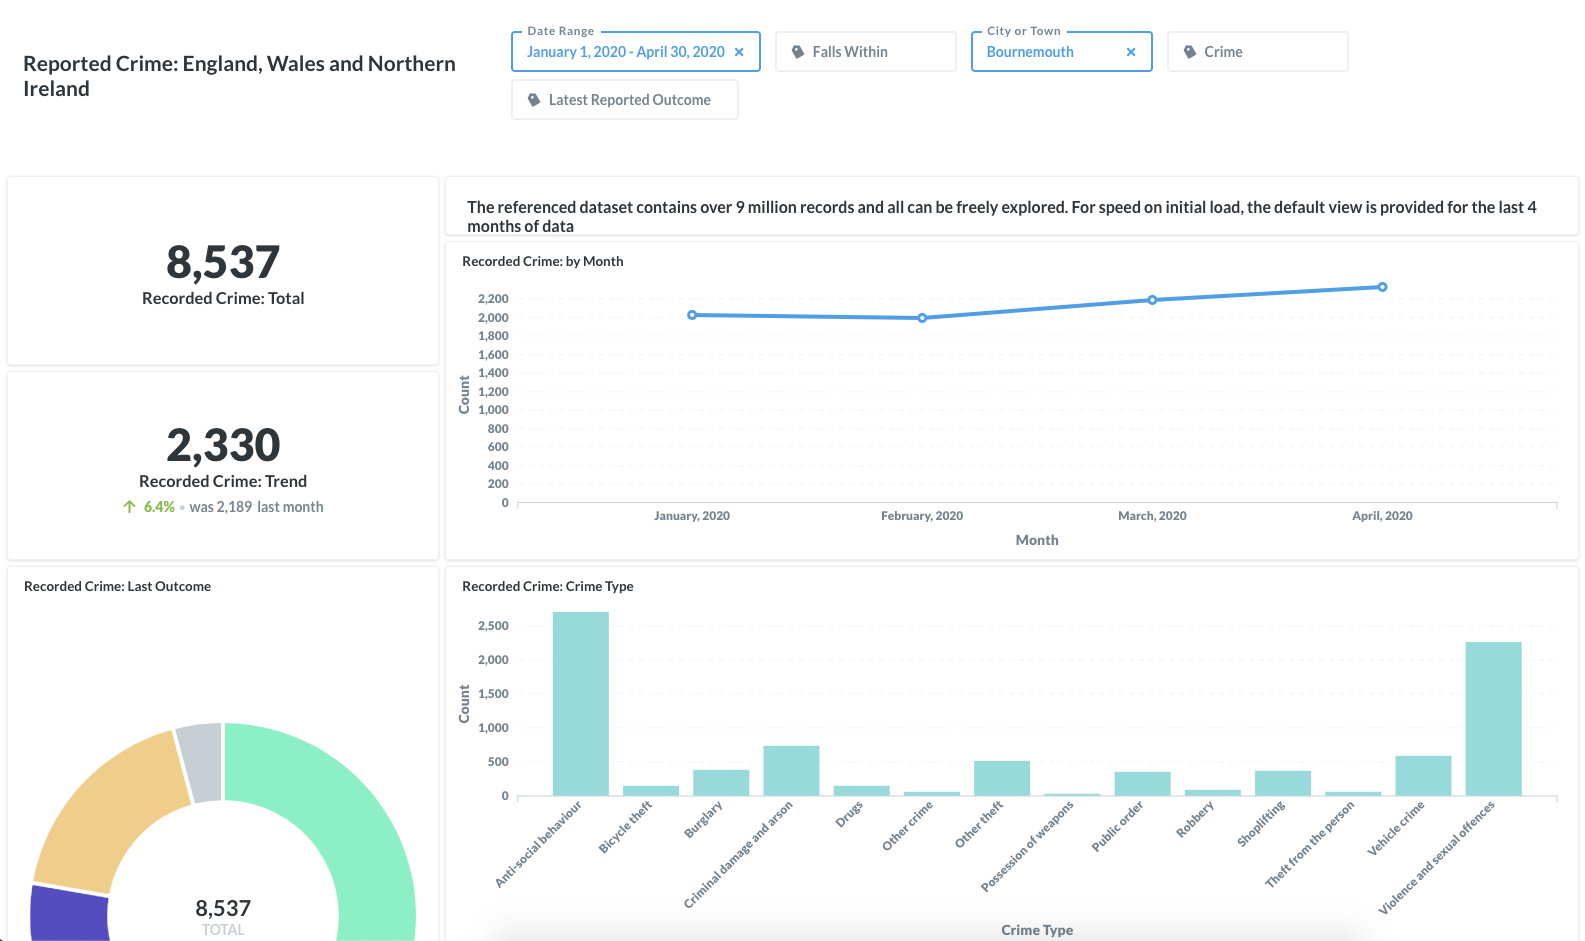 Reported Crime: England, Wales and Northern
Ireland
Date Range
January 1, 2020 - April 30, 2020 ×
Falls Within
City or Town
Bournemouth ×
Crime
Latest Reported Outcome
8,537
Recorded Crime: Total
2,330
Recorded Crime: Trend
↑ 6.4% • was 2,189 last month
The referenced dataset contains over 9 million records and all can be freely explored. For speed on initial load, the default view is provided for the last 4
months of data
Recorded Crime: by Month
2,200
2,000
1,800
1,600
1,400
1,200
1,000
800
600
400
200
0
Count
January, 2020
February, 2020
March, 2020
April, 2020
Month
Recorded Crime: Last Outcome
8,537
TOTAL
Recorded Crime: Crime Type
2,500
2,000
1,500
1,000
500
0
Count
Anti-social behaviour
Bicycle theft
Burglary
Criminal damage and arson
Drugs
Other crime
Other theft
Possession of weapons
Public order
Robbery
Shoplifting
Theft from the person
Vehicle crime
Violence and sexual offences
Crime Type